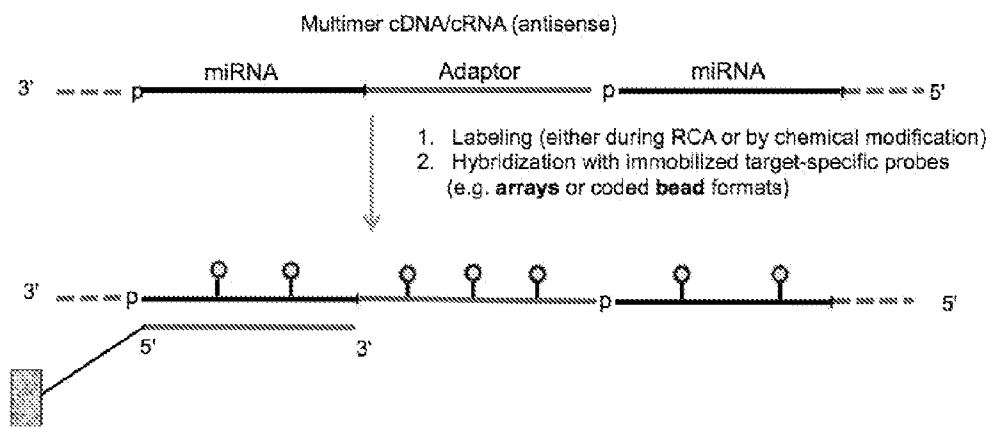 Multimer cDNA/cRNA (antisense)
miRNA Adaptor miRNA
3' p p 5'
1. Labeling (either during RCA or by chemical modification)
2. Hybridization with immobilized target-specific probes
(e.g. arrays or coded bead formats)
3' p p 5'
5' 3'